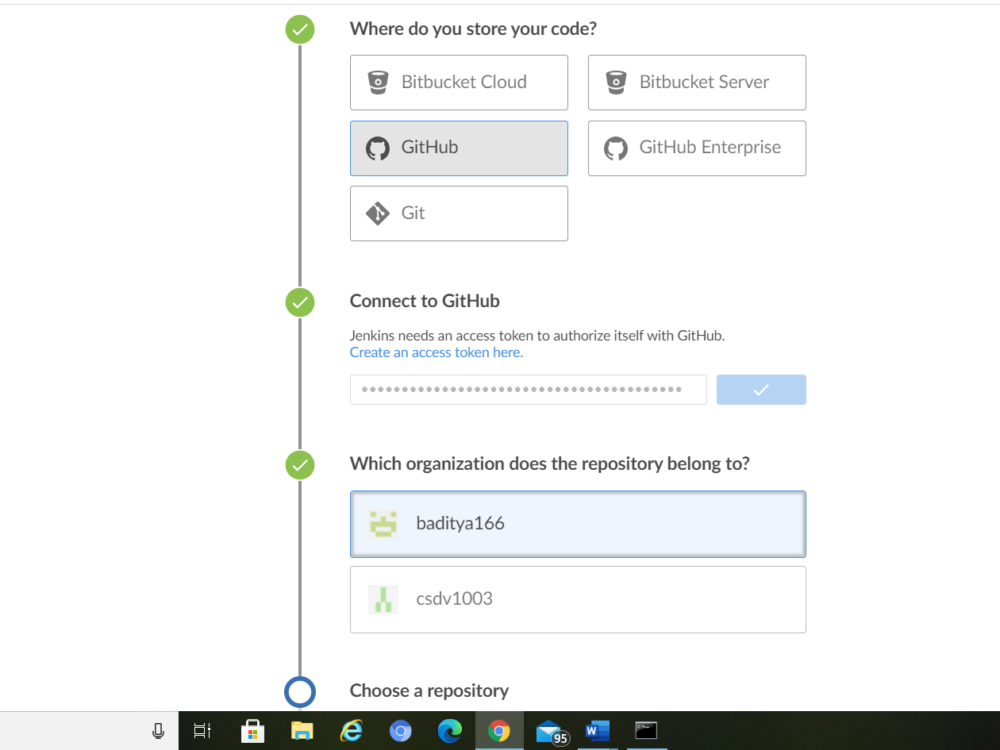 Where do you store your code?
Bitbucket Cloud
Bitbucket Server
GitHub
GitHub Enterprise
Git
Connect to GitHub
Jenkins needs an access token to authorize itself with GitHub.
Create an access token here.
Which organization does the repository belong to?
baditya166
csdv1003
Choose a repository
95